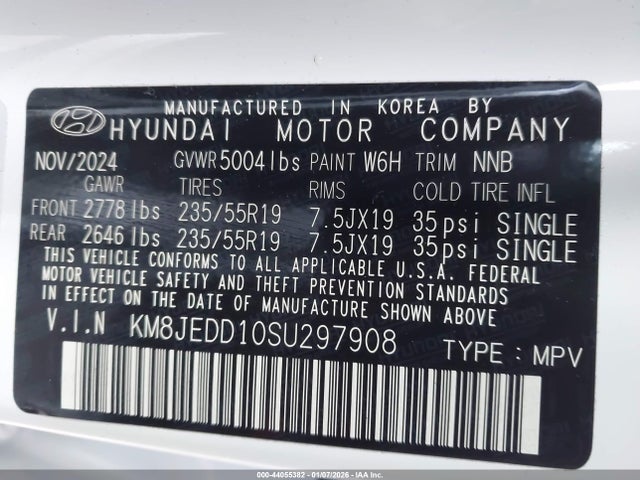 MANUFACTURED IN KOREA BY
HYUNDAI MOTOR COMPANY
NOV/2024 GVWR 5004 lbs PAINT W6H TRIM NNB
GAWR TIRES RIMS COLD TIRE INFL
FRONT 2778 lbs 235/55R19 7.5JX19 35psi SINGLE
REAR 2646 lbs 235/55R19 7.5JX19 35psi SINGLE
THIS VEHICLE CONFORMS TO ALL APPLICABLE U.S.A. FEDERAL
MOTOR VEHICLE SAFETY AND THEFT PREVENTION STANDARDS
IN EFFECT ON THE DATE OF MANUFACTURE SHOWN ABOVE
V.I.N KM8JEDD10SU297908 TYPE : MPV
000-44055382 - 01/07/2026 - IAA Inc.